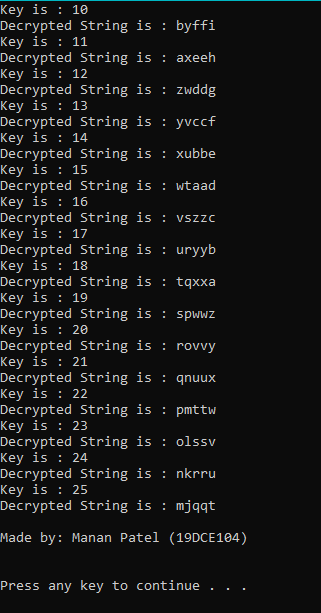 Key is : 10
Decrypted String is : byffi
Key is : 11
Decrypted String is : axeeh
Key is : 12
Decrypted String is : zwddg
Key is : 13
Decrypted String is : yvccf
Key is : 14
Decrypted String is : xubbe
Key is : 15
Decrypted String is : wtaad
Key is : 16
Decrypted String is : vszzc
Key is : 17
Decrypted String is : uryyb
Key is : 18
Decrypted String is : tqxxa
Key is : 19
Decrypted String is : spwwz
Key is : 20
Decrypted String is : rovvy
Key is : 21
Decrypted String is : qnuux
Key is : 22
Decrypted String is : pmttw
Key is : 23
Decrypted String is : olssv
Key is : 24
Decrypted String is : nkrru
Key is : 25
Decrypted String is : mjqqt
Made by: Manan Patel (19DCE104)
Press any key to continue . . .